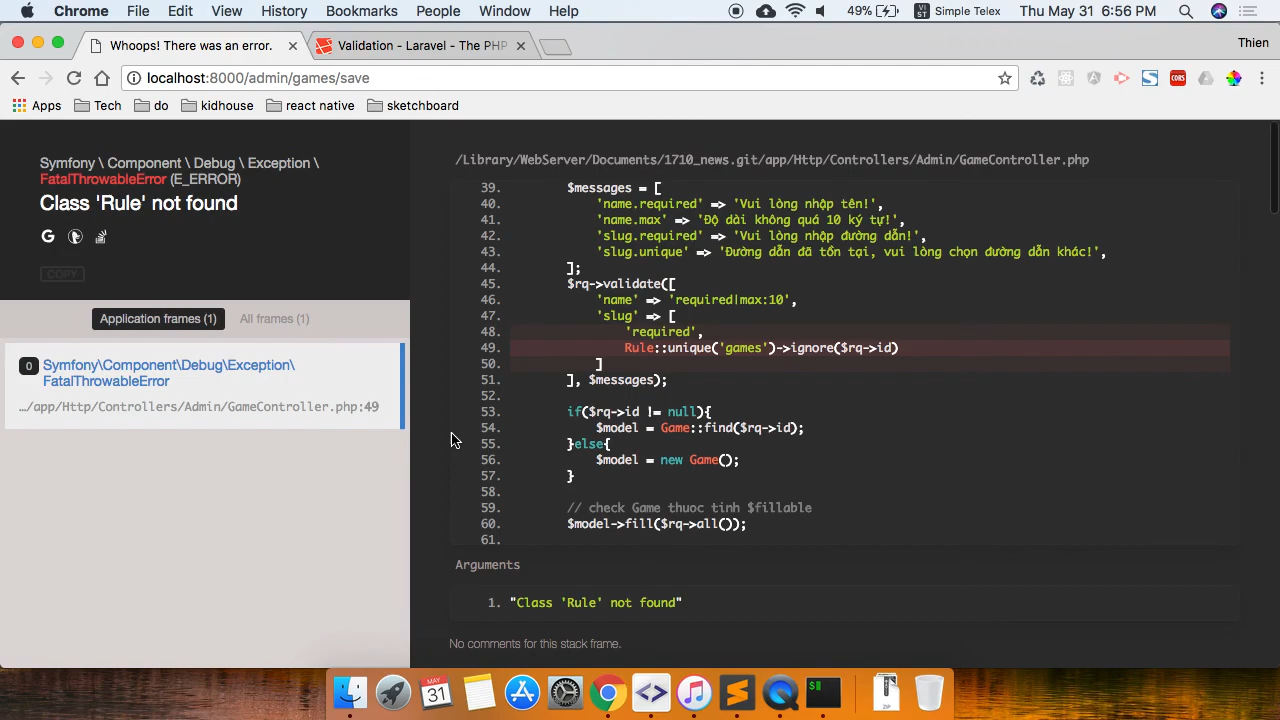 Chrome File Edit View History Bookmarks People Window Help 49% VI ST Simple Telex Thu May 31 6:56 PM
Whoops! There was an error. Validation - Laravel - The PHP Thien
localhost:8000/admin/games/save CORS
Apps Tech do kidhouse react native sketchboard
Symfony \ Component \ Debug \ Exception \
FatalThrowableError (E_ERROR)
Class 'Rule' not found
COPY
Application frames (1) All frames (1)
0 Symfony\Component\Debug\Exception\
FatalThrowableError
…/app/Http/Controllers/Admin/GameController.php:49
/Library/WebServer/Documents/1710_news.git/app/Http/Controllers/Admin/GameController.php
39. $messages = [
40. 'name.required' => 'Vui lòng nhập tên!',
41. 'name.max' => 'Độ dài không quá 10 ký tự!',
42. 'slug.required' => 'Vui lòng nhập đường dẫn!',
43. 'slug.unique' => 'Đường dẫn đã tồn tại, vui lòng chọn đường dẫn khác!',
44. ];
45. $rq->validate([
46. 'name' => 'required|max:10',
47. 'slug' => [
48. 'required',
49. Rule::unique('games')->ignore($rq->id)
50. ]
51. ], $messages);
52.
53. if($rq->id != null){
54. $model = Game::find($rq->id);
55. }else{
56. $model = new Game();
57. }
58.
59. // check Game thuoc tinh $fillable
60. $model->fill($rq->all());
61.
Arguments
1. "Class 'Rule' not found"
No comments for this stack frame.
MAY
31
$
ZIP